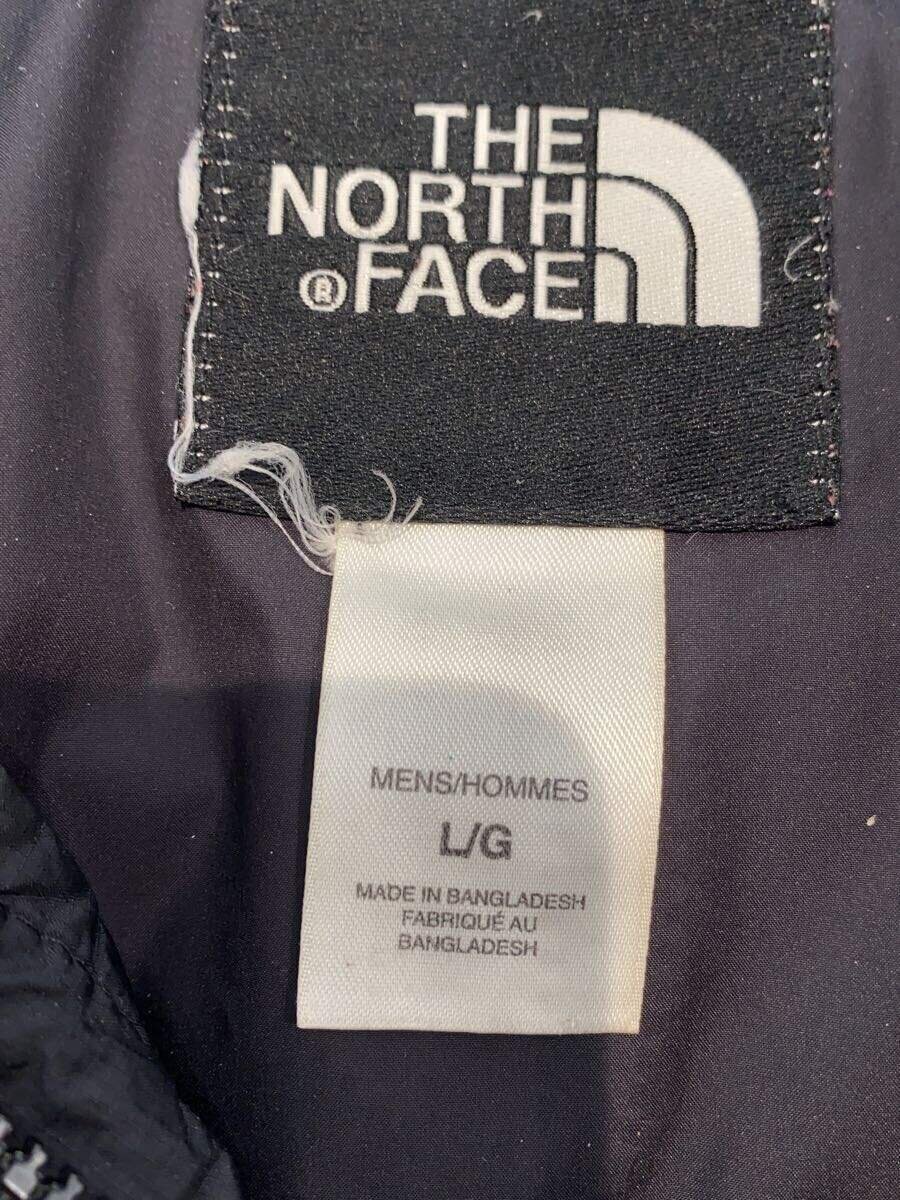 THE
NORTH
®FACE
MENS/HOMMES
L/G
MADE IN BANGLADESH
FABRIQUÉ AU
BANGLADESH